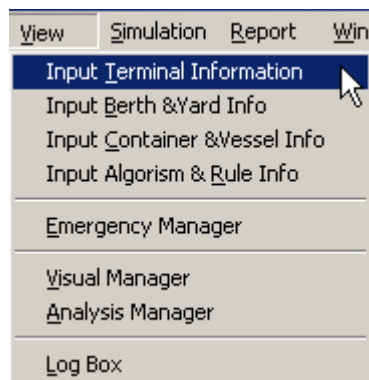 View Simulation Report Win
Input Terminal Information
Input Berth &Yard Info
Input Container &Vessel Info
Input Algorism & Rule Info
Emergency Manager
Visual Manager
Analysis Manager
Log Box